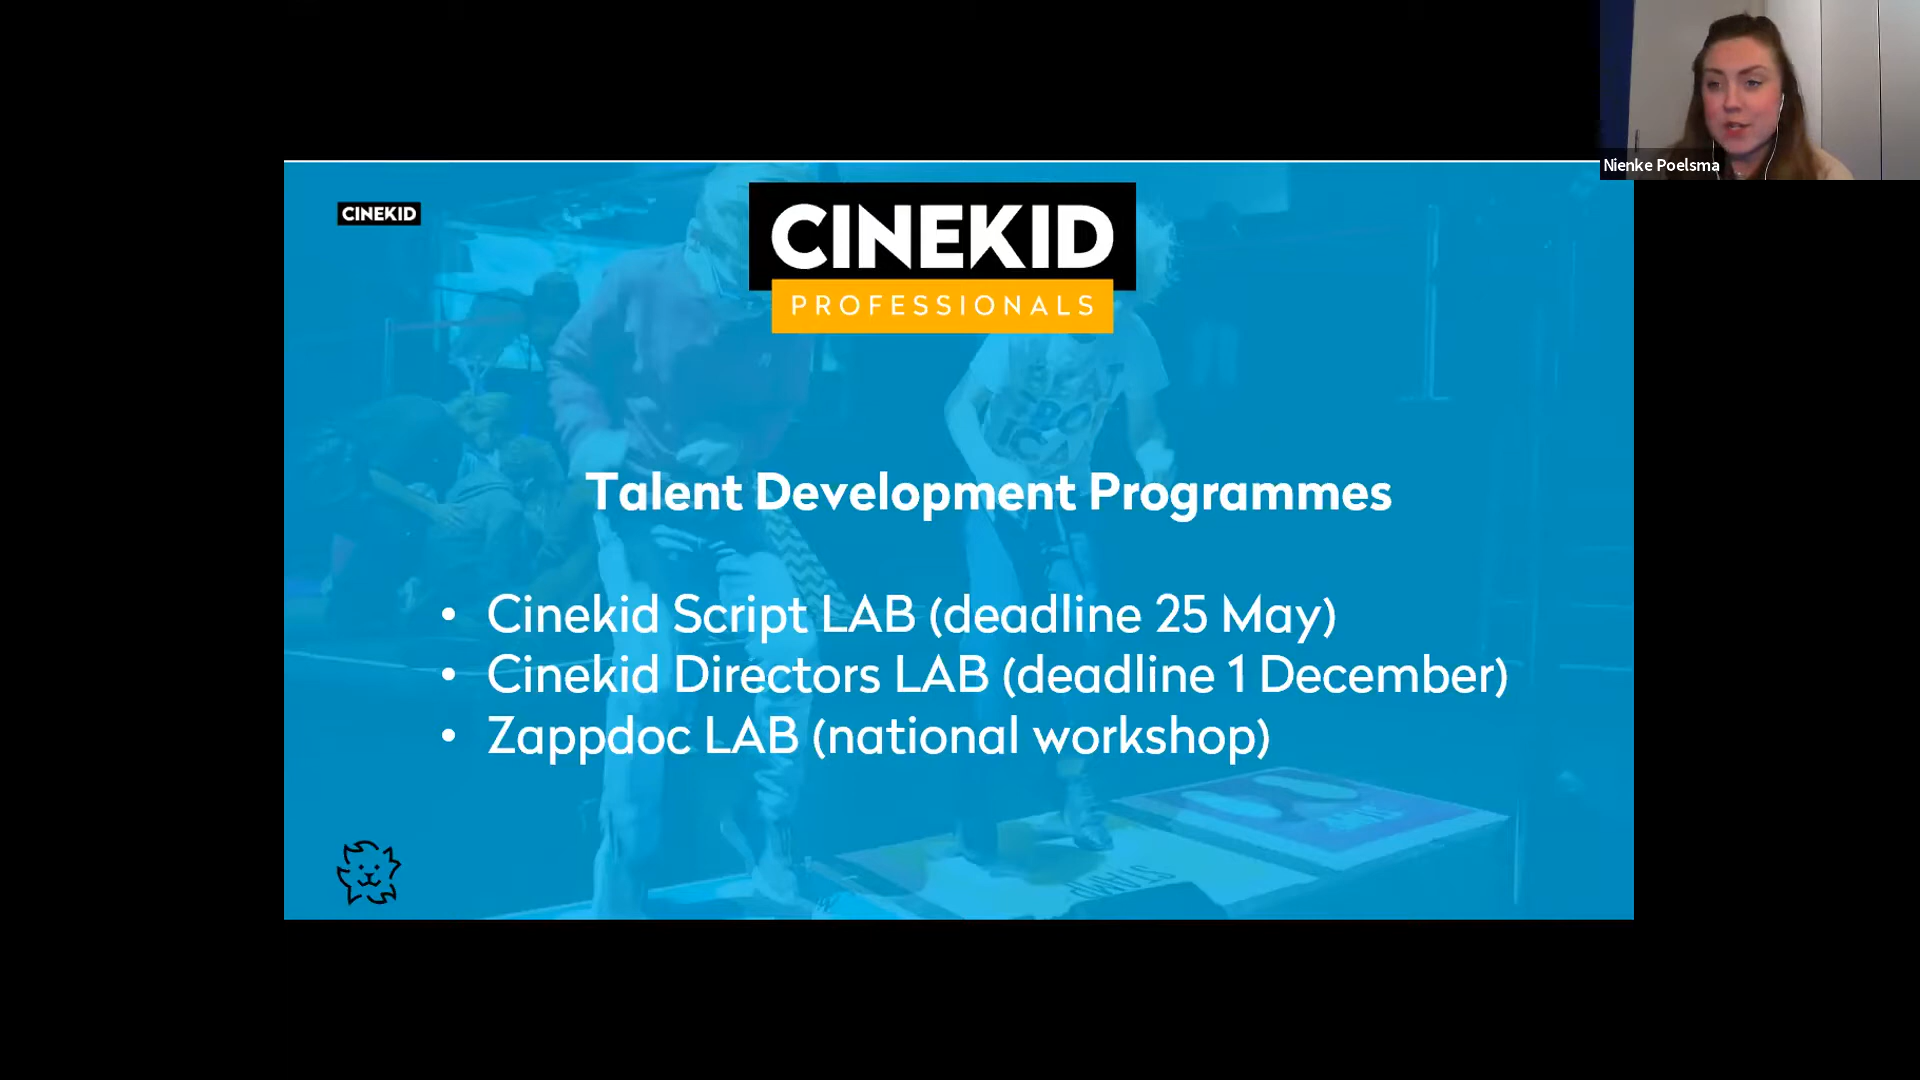 Nienke Poelsma
CINEKID
CINEKID
PROFESSIONALS
Talent Development Programmes
• Cinekid Script LAB (deadline 25 May)
• Cinekid Directors LAB (deadline 1 December)
• Zappdoc LAB (national workshop)
STAMP